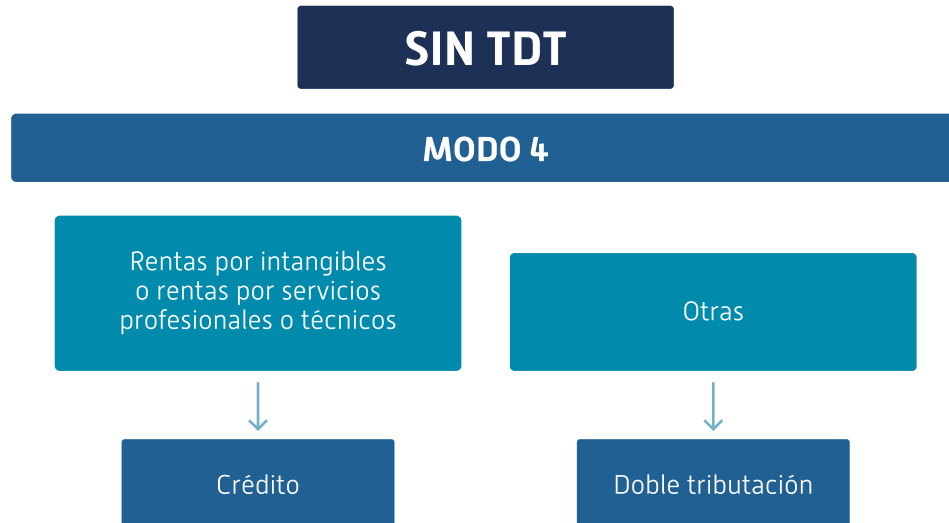 SIN TDT
MODO 4
Rentas por intangibles
o rentas por servicios
profesionales o técnicos
Otras
Crédito
Doble tributación